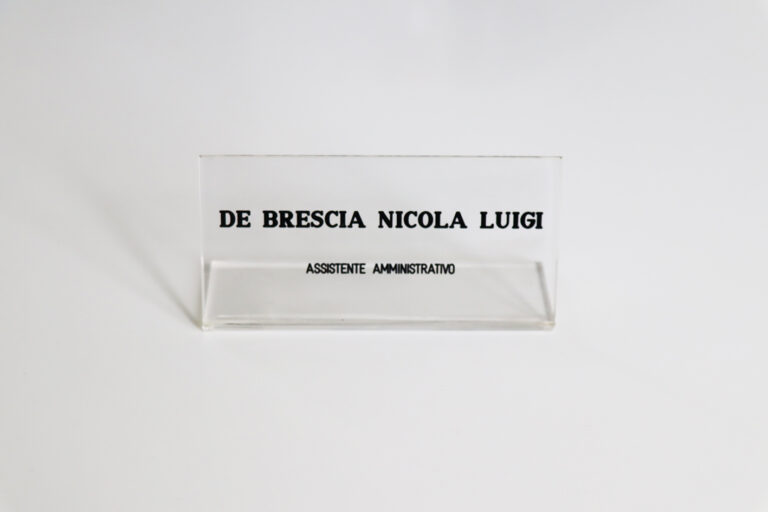 DE BRESCIA NICOLA LUIGI
ASSISTENTE AMMINISTRATIVO